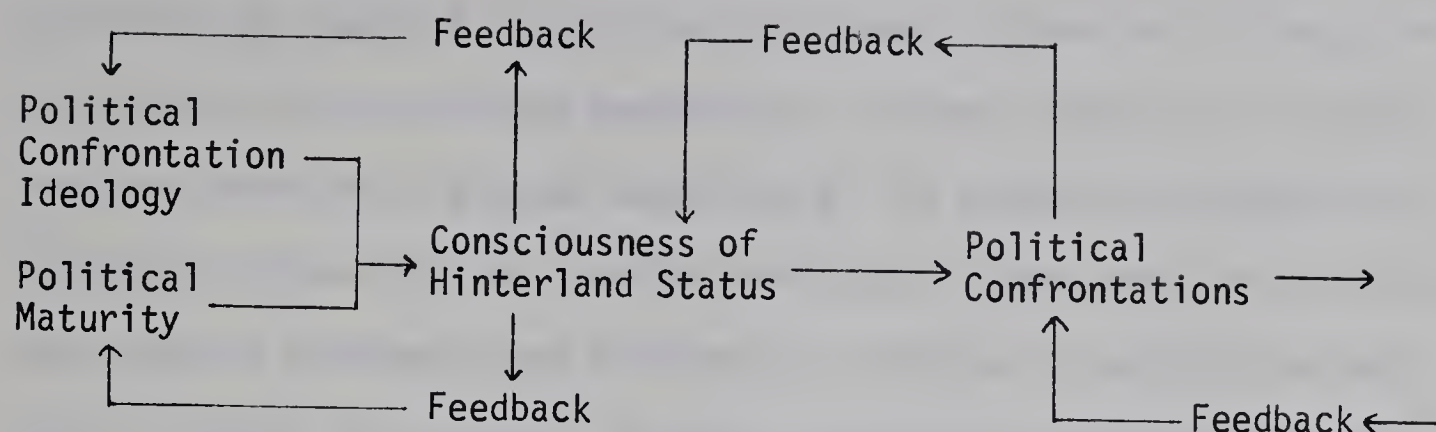 Feedback
Feedback
Political
Confrontation
Ideology
Consciousness of
Hinterland Status
Political
Confrontations
Political
Maturity
Feedback
Feedback